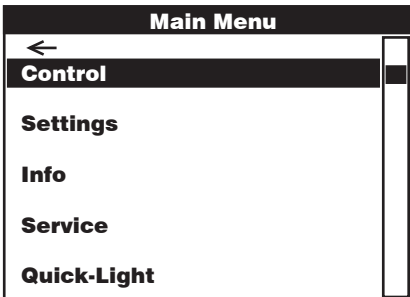 Main Menu
←
Control
Settings
Info
Service
Quick-Light